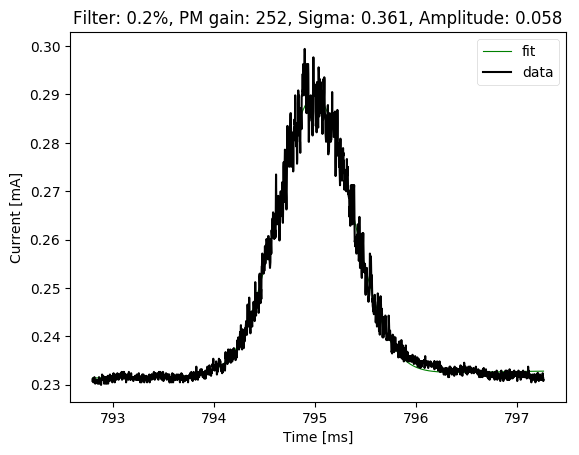 Filter: 0.2%, PM gain: 252, Sigma: 0.361, Amplitude: 0.058
fit
data
0.30
0.29
0.28
0.27
0.26
0.25
0.24
0.23
Current [mA]
793
794
795
796
797
Time [ms]